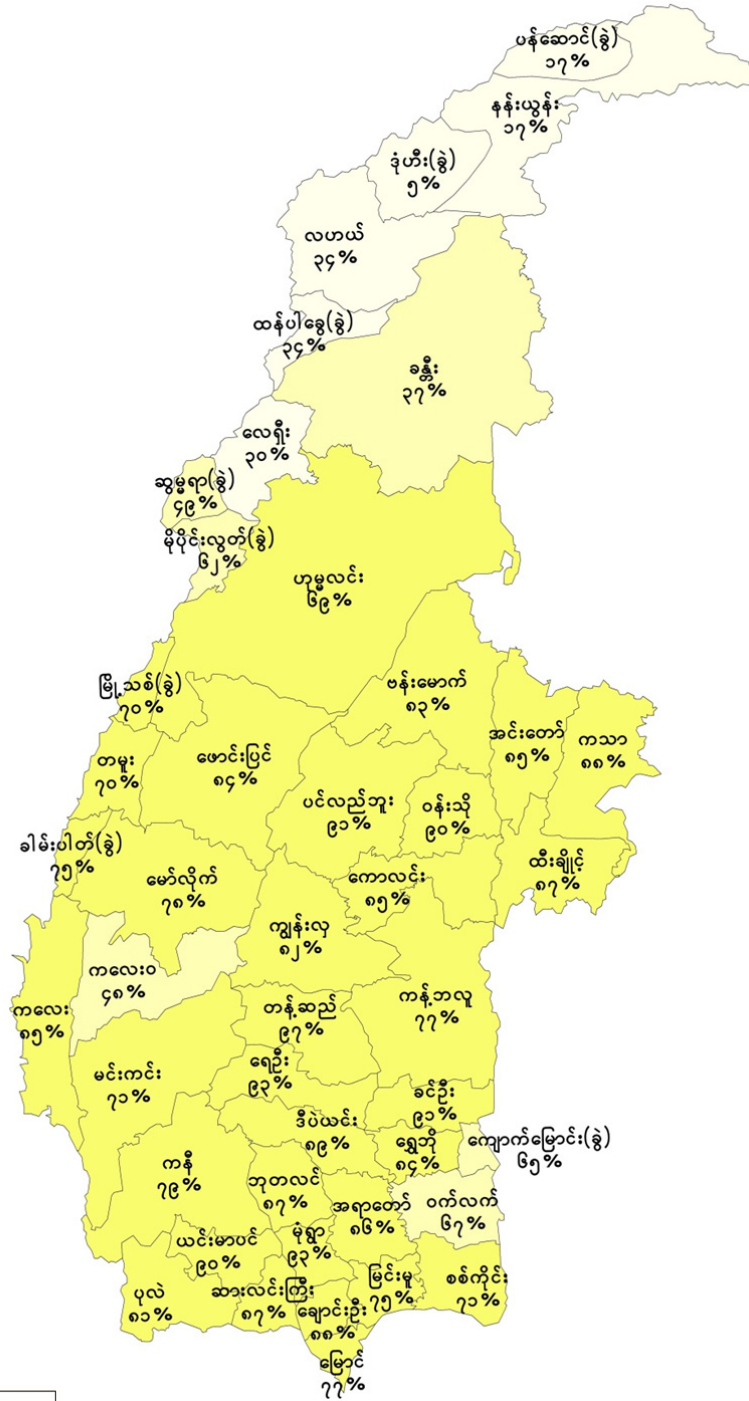 ပန်ဆောင်(ခွဲ)
၁၇%
နန်းယွန်း
၁၇%
ဒုံဟီး(ခွဲ)
၅%
လဟယ်
၃၄%
ထန်ပါခွေ(ခွဲ)
၃၄%
ခန္တီး
၃၇%
လေရှီး
၃၀%
ဆွမ္မရာ(ခွဲ)
၄၉%
မိုပိုင်းလွတ်(ခွဲ)
၆၂%
ဟုမ္မလင်း
၆၉%
မြို့သစ်(ခွဲ)
၇၀%
ဗန်းမောက်
၈၃%
အင်းတော်
၈၅%
ကသာ
၈၈%
တမူး
၇၀%
ဖောင်းပြင်
၈၄%
ပင်လည်ဘူး
၉၁%
ဝန်းသို
၉၀%
ခါမ်းပါတ်(ခွဲ)
၇၅%
မော်လိုက်
၇၈%
ကောလင်း
၈၅%
ထီးချိုင့်
၈၇%
ကျွန်းလှ
၈၂%
ကလေးဝ
၄၈%
ကလေး
၈၅%
တန့်ဆည်
၉၇%
ကန့်ဘလူ
၇၇%
မင်းကင်း
၇၁%
ရေဦး
၉၃%
ခင်ဦး
၉၁%
ဒီပဲယင်း
၈၉%
ရွှေဘို
၈၄%
ကျောက်မြောင်း(ခွဲ)
၆၅%
ကနီ
၇၉%
ဘုတလင်
၈၇%
အရာတော်
၈၆%
ဝက်လက်
၆၇%
ယင်းမာပင်
၉၀%
မုံရွာ
၉၃%
ပုလဲ
၈၁%
ဆားလင်းကြီး
၈၇%
ချောင်းဦး
၈၈%
မြင်းမူ
၇၅%
စစ်ကိုင်း
၇၁%
မြောင်
၇၇%